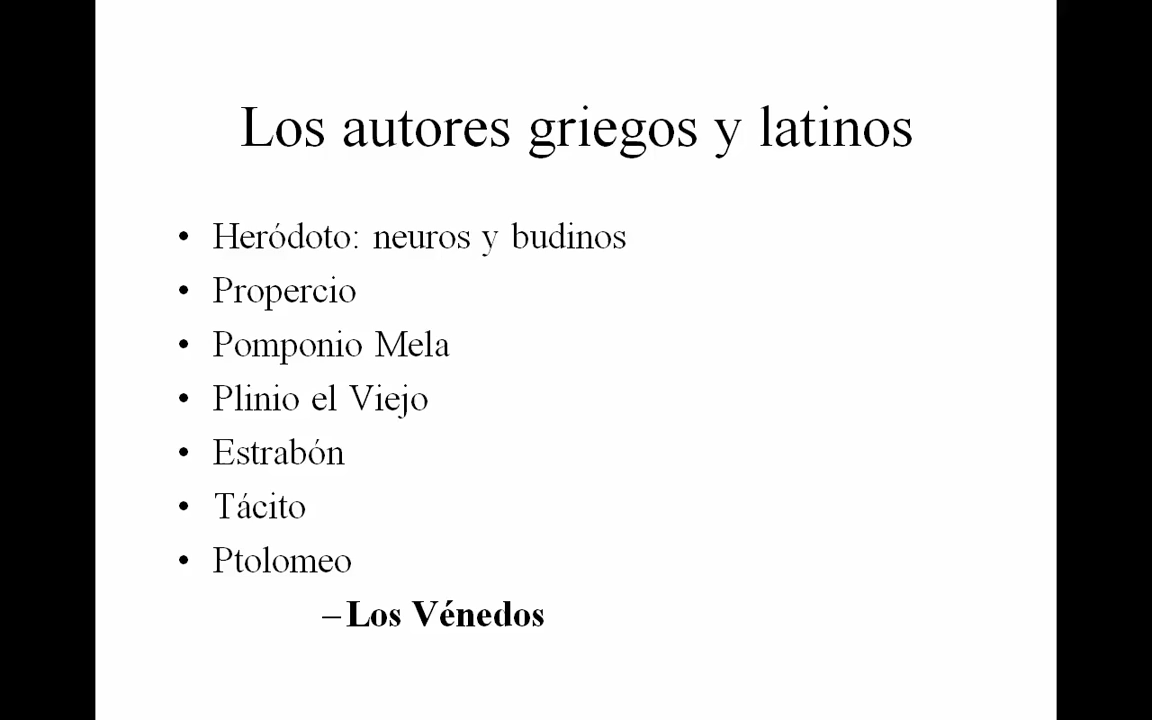 Los autores griegos y latinos
• Heródoto: neuros y budinos
• Propercio
• Pomponio Mela
• Plinio el Viejo
• Estrabón
• Tácito
• Ptolomeo
– Los Vénedos